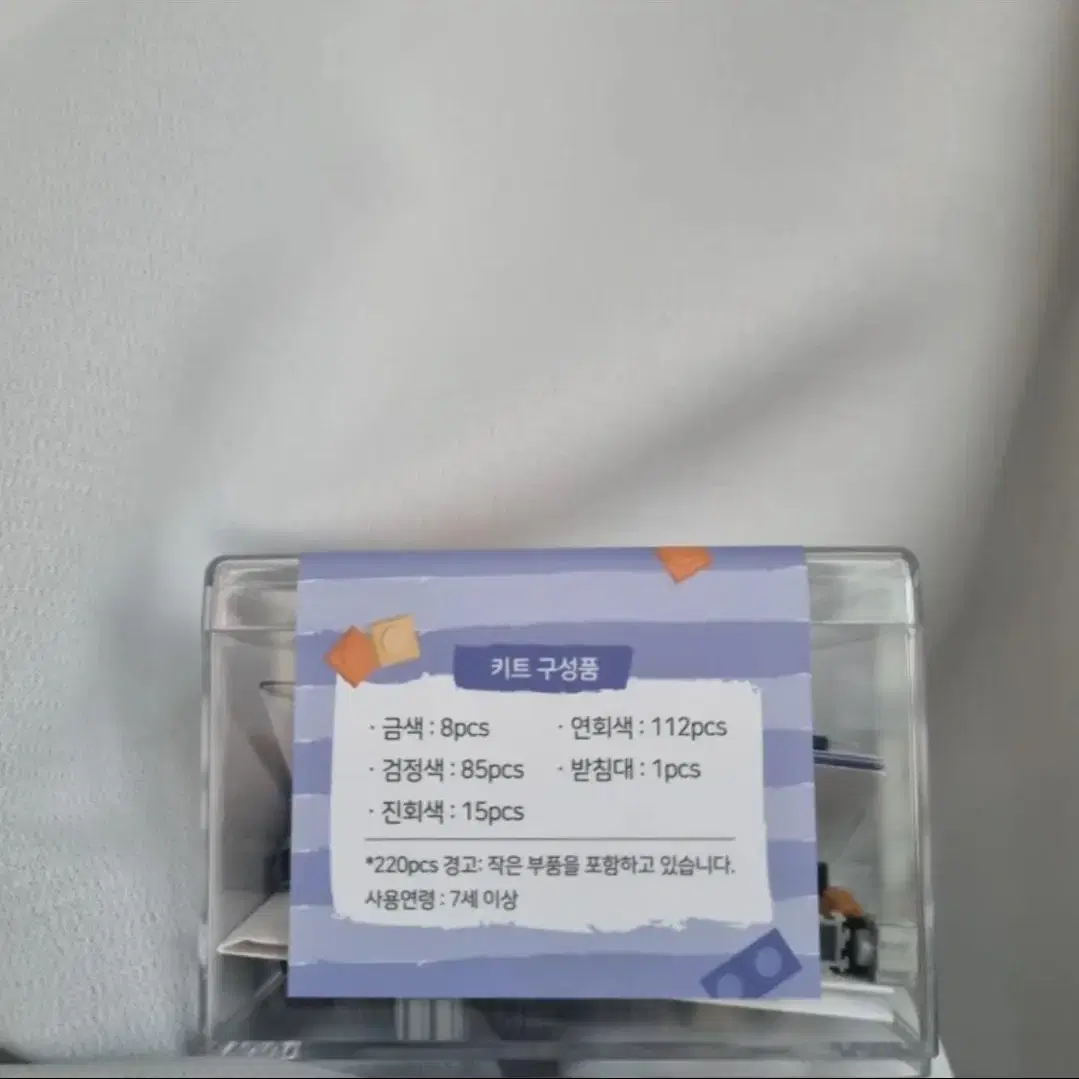 키트 구성품
· 금색 : 8pcs · 연회색 : 112pcs
· 검정색 : 85pcs · 받침대 : 1pcs
· 진회색 : 15pcs
*220pcs 경고: 작은 부품을 포함하고 있습니다.
사용연령 : 7세 이상